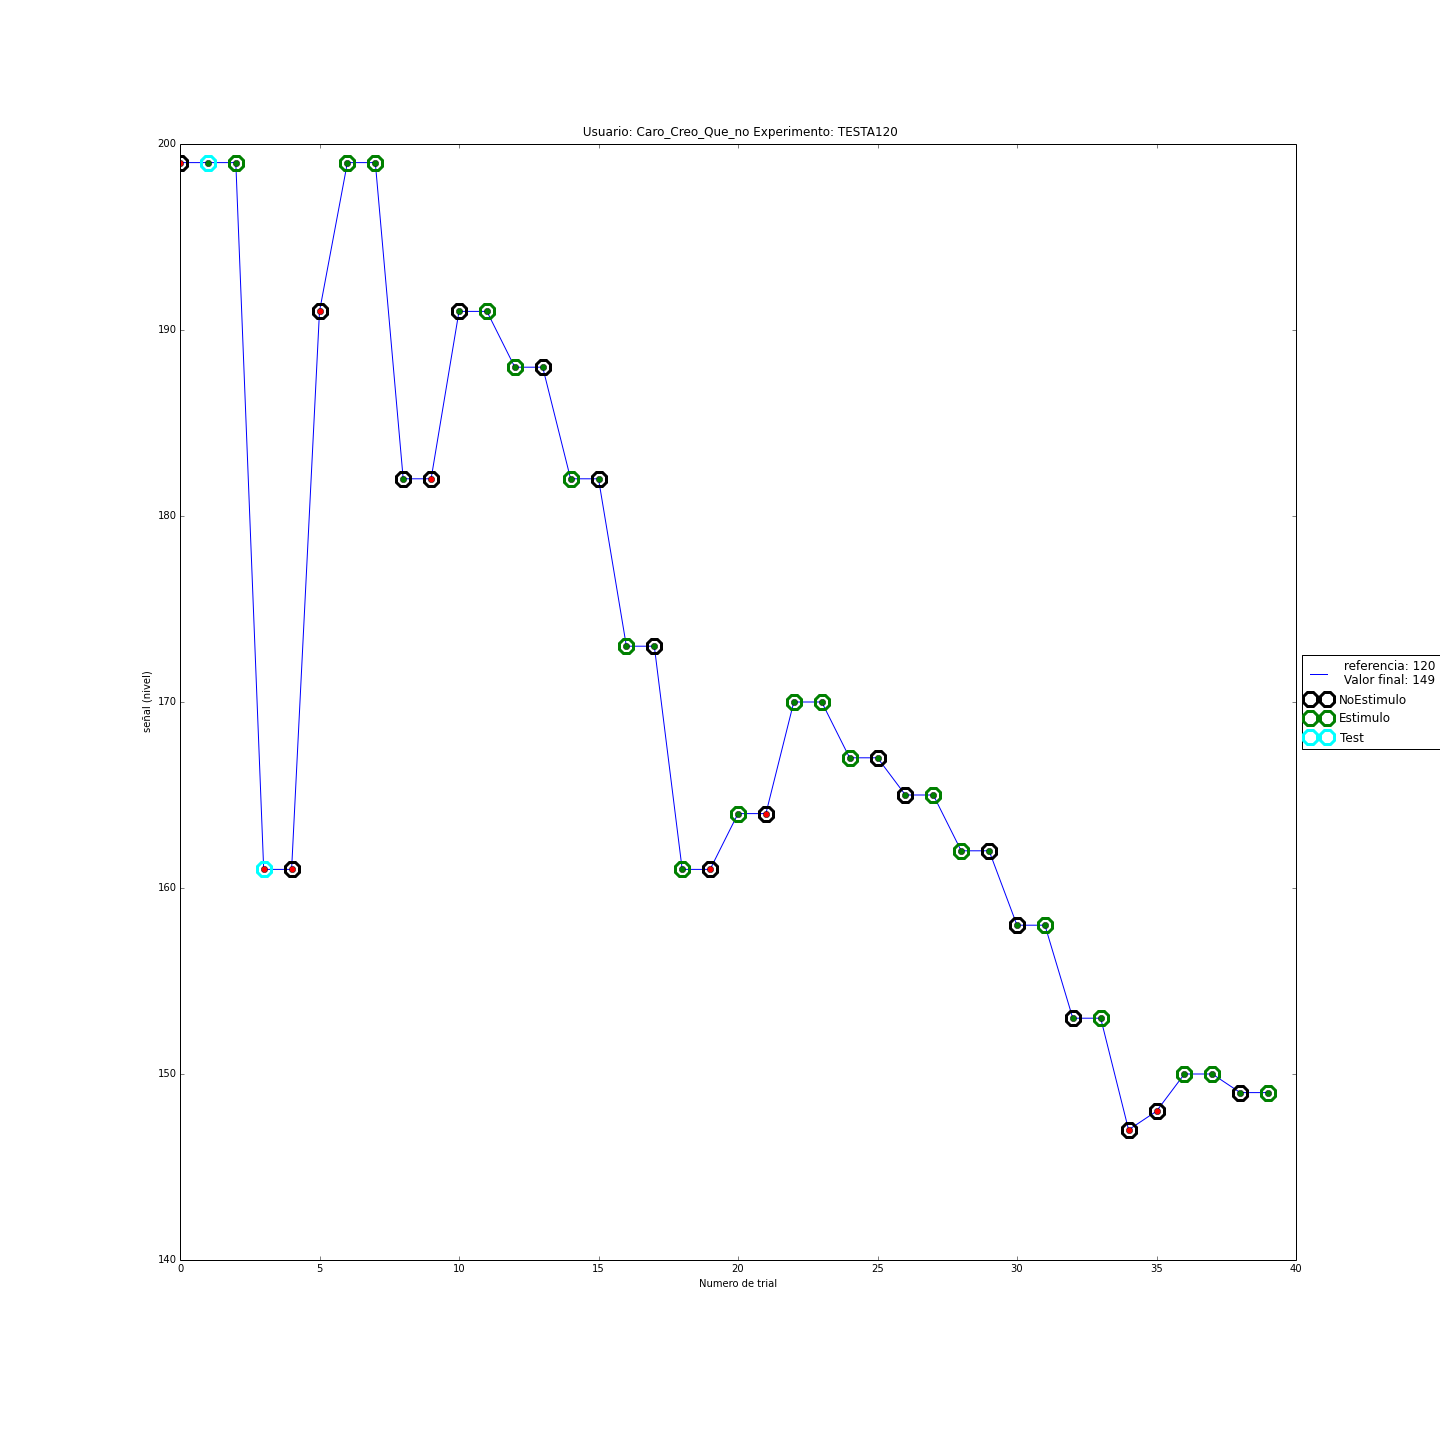 Usuario: Caro_Creo_Que_no Experimento: TESTA120
200
190
180
170
160
150
140
señal (nivel)
0 5 10 15 20 25 30 35 40
Numero de trial
referencia: 120
Valor final: 149
NoEstimulo
Estimulo
Test